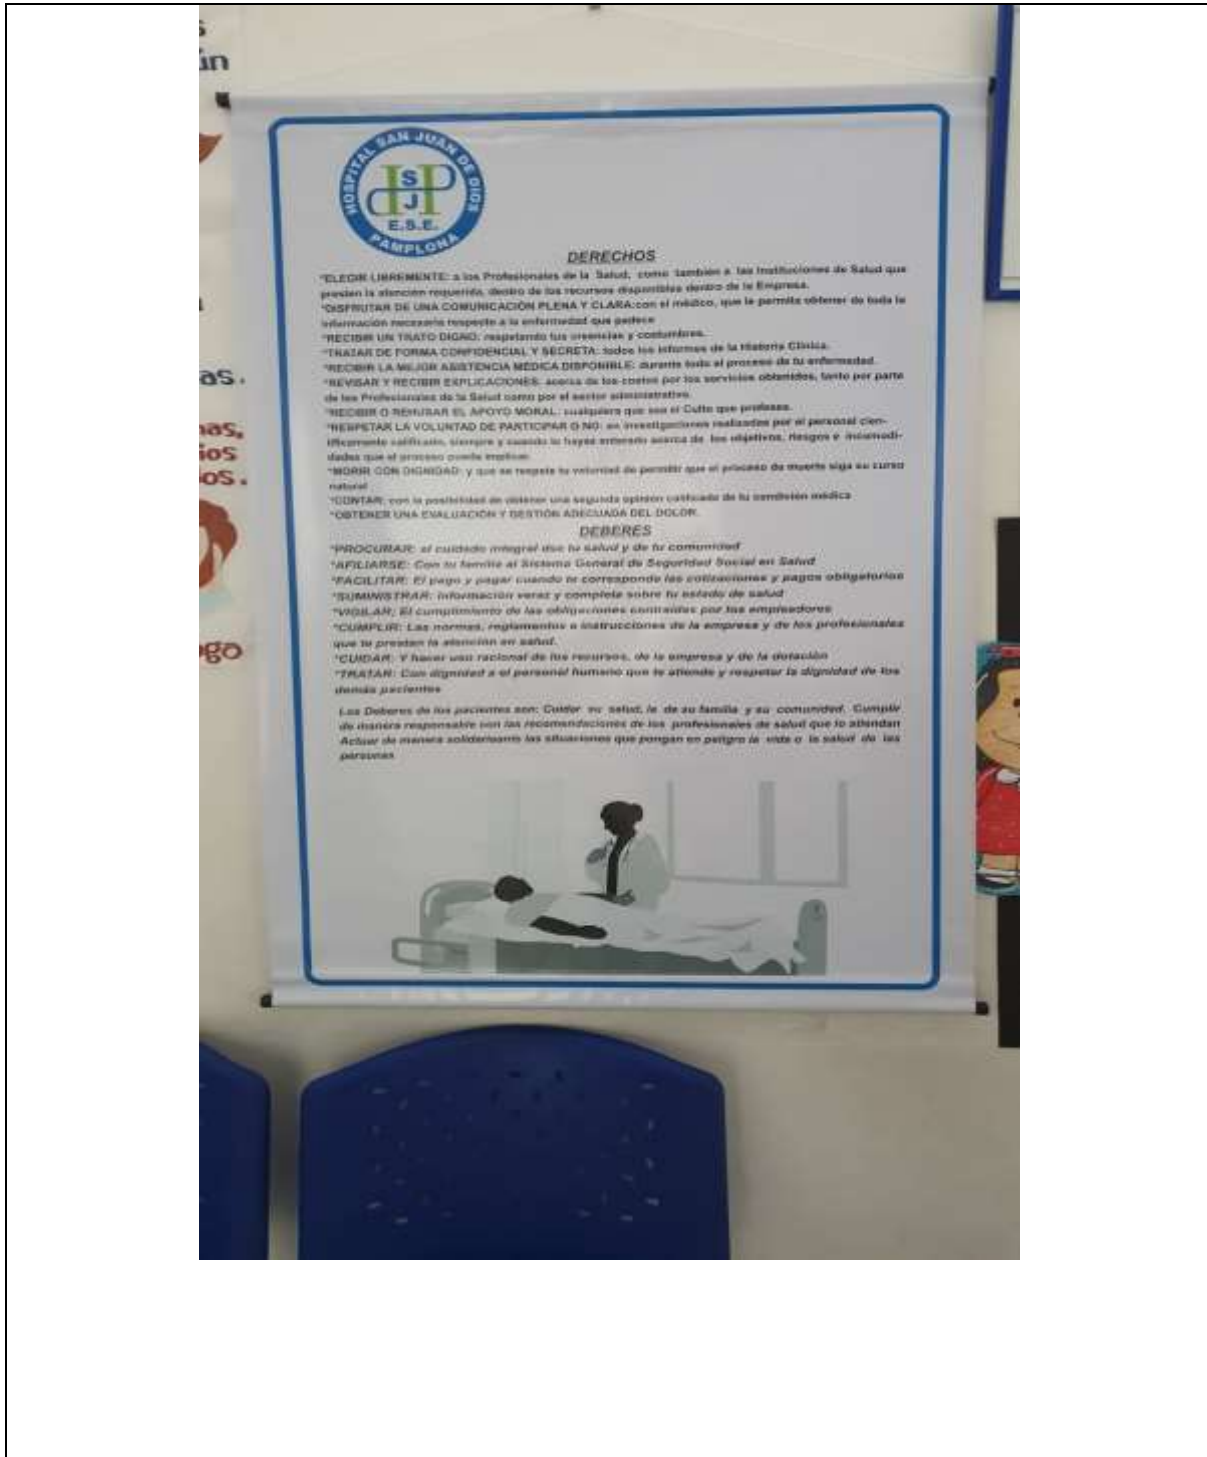 HOSPITAL SAN JUAN DE DIOS
HSJP
E.S.E.
PAMPLONA
DERECHOS
*ELEGIR LIBREMENTE: a los Profesionales de la Salud, como también a las Instituciones de Salud que
presten la atención requerida, dentro de los recursos disponibles dentro de la Empresa.
*DISFRUTAR DE UNA COMUNICACIÓN PLENA Y CLARA:con el médico, que le permita obtener de toda la
información necesaria respecto a la enfermedad que padece
*RECIBIR UN TRATO DIGNO: respetando tus creencias y costumbres.
*TRATAR DE FORMA CONFIDENCIAL Y SECRETA: todos los informes de la Historia Clínica.
*RECIBIR LA MEJOR ASISTENCIA MÉDICA DISPONIBLE: durante todo el proceso de tu enfermedad.
*REVISAR Y RECIBIR EXPLICACIONES: acerca de los costos por los servicios obtenidos, tanto por parte
de los Profesionales de la Salud como por el sector administrativo.
*RECIBIR O REHUSAR EL APOYO MORAL: cualquiera que sea el Culto que profesas.
*RESPETAR LA VOLUNTAD DE PARTICIPAR O NO: en investigaciones realizadas por el personal cien-
tíficamente calificado, siempre y cuando te hayas enterado acerca de los objetivos, riesgos e incomodi-
dades que el proceso pueda implicar.
*MORIR CON DIGNIDAD: y que se respete tu voluntad de permitir que el proceso de muerte siga su curso
natural
*CONTAR: con la posibilidad de obtener una segunda opinión calificada de tu condición médica
*OBTENER UNA EVALUACIÓN Y GESTIÓN ADECUADA DEL DOLOR.
DEBERES
*PROCURAR: el cuidado integral dsc tu salud y de tu comunidad
*AFILIARSE: Con tu familia al Sistema General de Seguridad Social en Salud
*FACILITAR: El pago y pagar cuando te corresponde las cotizaciones y pagos obligatorios
*SUMINISTRAR: información veraz y completa sobre tu estado de salud
*VIGILAR; El cumplimiento de las obligaciones contraídas por los empleadores
*CUMPLIR: Las normas, reglamentos e instrucciones de la empresa y de los profesionales
que te prestan la atención en salud.
*CUIDAR: Y hacer uso racional de los recursos, de la empresa y de la dotación
*TRATAR: Con dignidad a el personal humano que te atiende y respetar la dignidad de los
demás pacientes
Los Deberes de los pacientes son: Cuidar su salud, la de su familia y su comunidad. Cumplir
de manera responsable con las recomendaciones de los profesionales de salud que lo atiendan
Actuar de manera solidariaante las situaciones que pongan en peligro la vida o la salud de las
personas